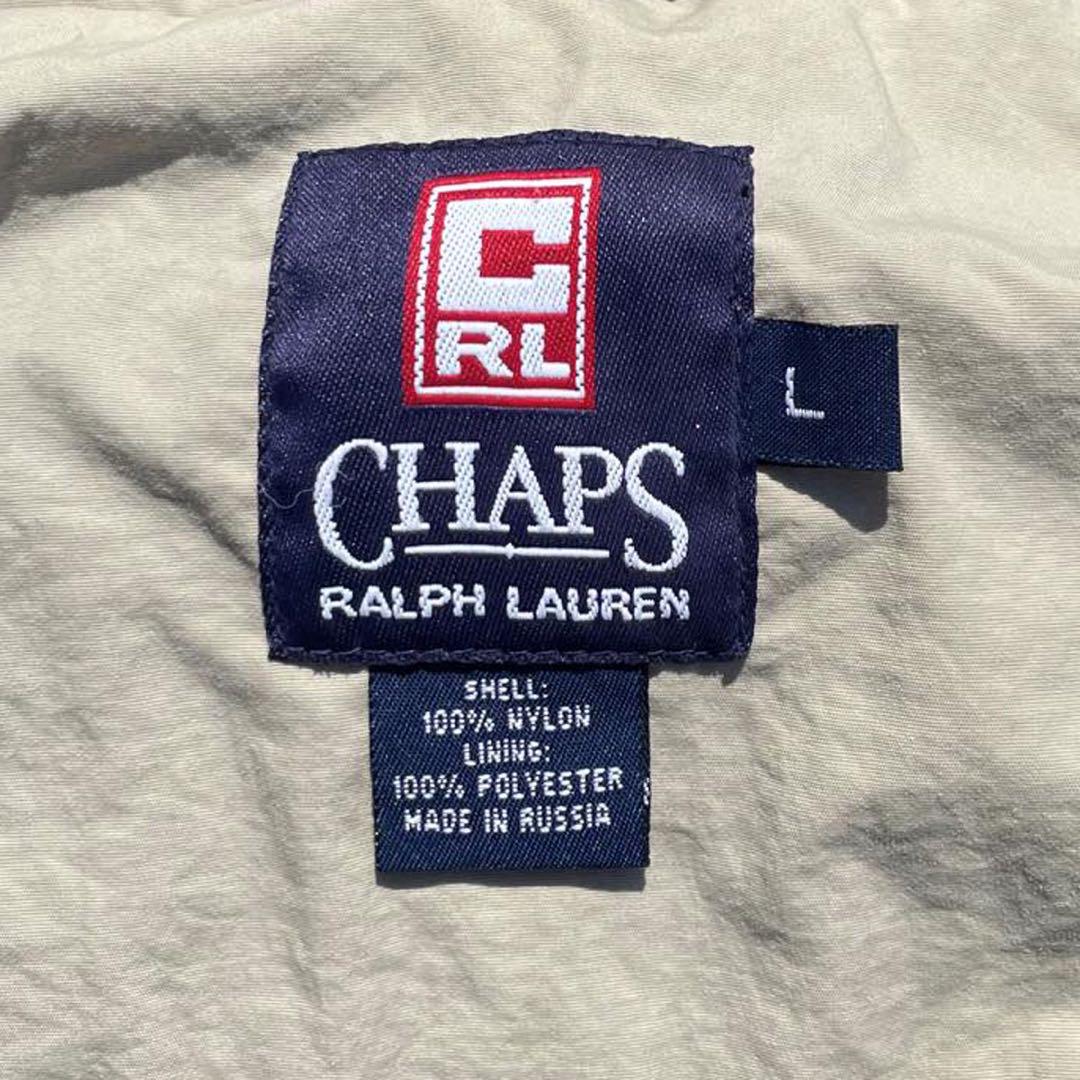 C
RL
L
CHAPS
RALPH LAUREN
SHELL:
100% NYLON
LINING:
100% POLYESTER
MADE IN RUSSIA